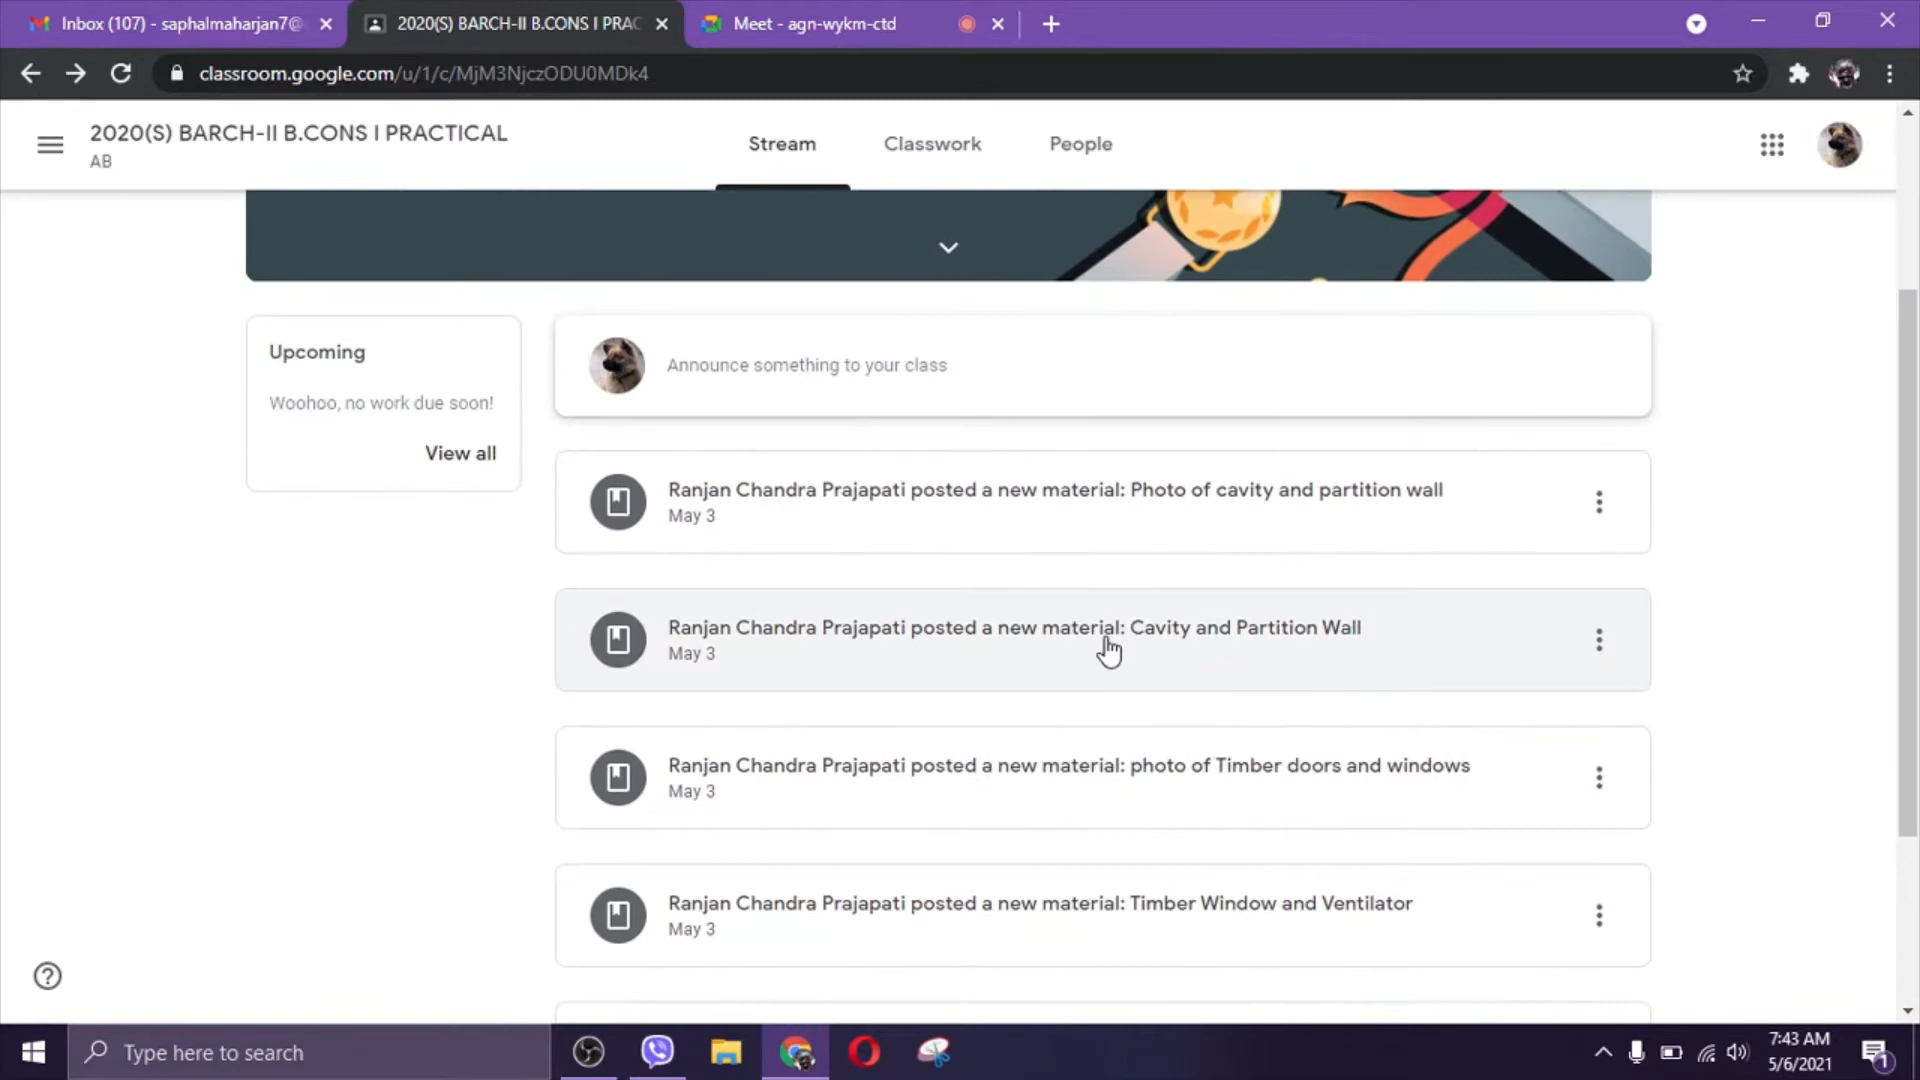 Inbox (107) - saphalmaharjan7@
2020(S) BARCH-II B.CONS I PRAC
Meet - agn-wykm-ctd
classroom.google.com/u/1/c/MjM3NjczODU0MDk4
2020(S) BARCH-II B.CONS I PRACTICAL
AB
Stream
Classwork
People
Upcoming
Woohoo, no work due soon!
View all
Announce something to your class
Ranjan Chandra Prajapati posted a new material: Photo of cavity and partition wall
May 3
Ranjan Chandra Prajapati posted a new material: Cavity and Partition Wall
May 3
Ranjan Chandra Prajapati posted a new material: photo of Timber doors and windows
May 3
Ranjan Chandra Prajapati posted a new material: Timber Window and Ventilator
May 3
Type here to search
7:43 AM
5/6/2021
1